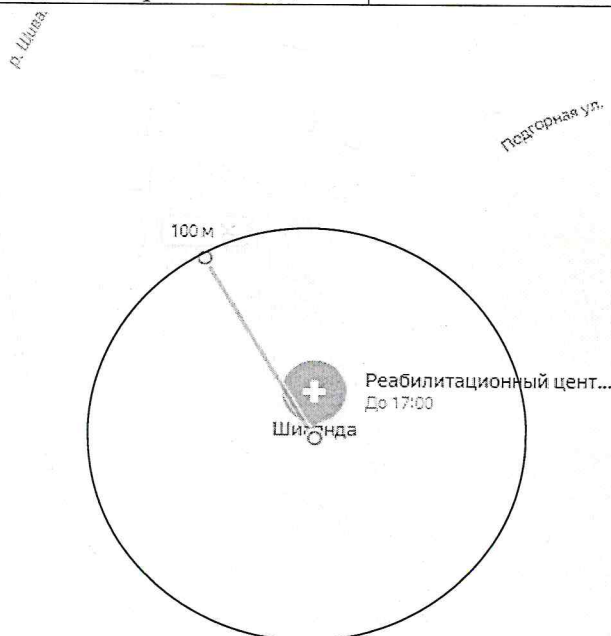 р. Шива
Подгорная ул.
100 м
Реабилитационный цент...
До 17:00